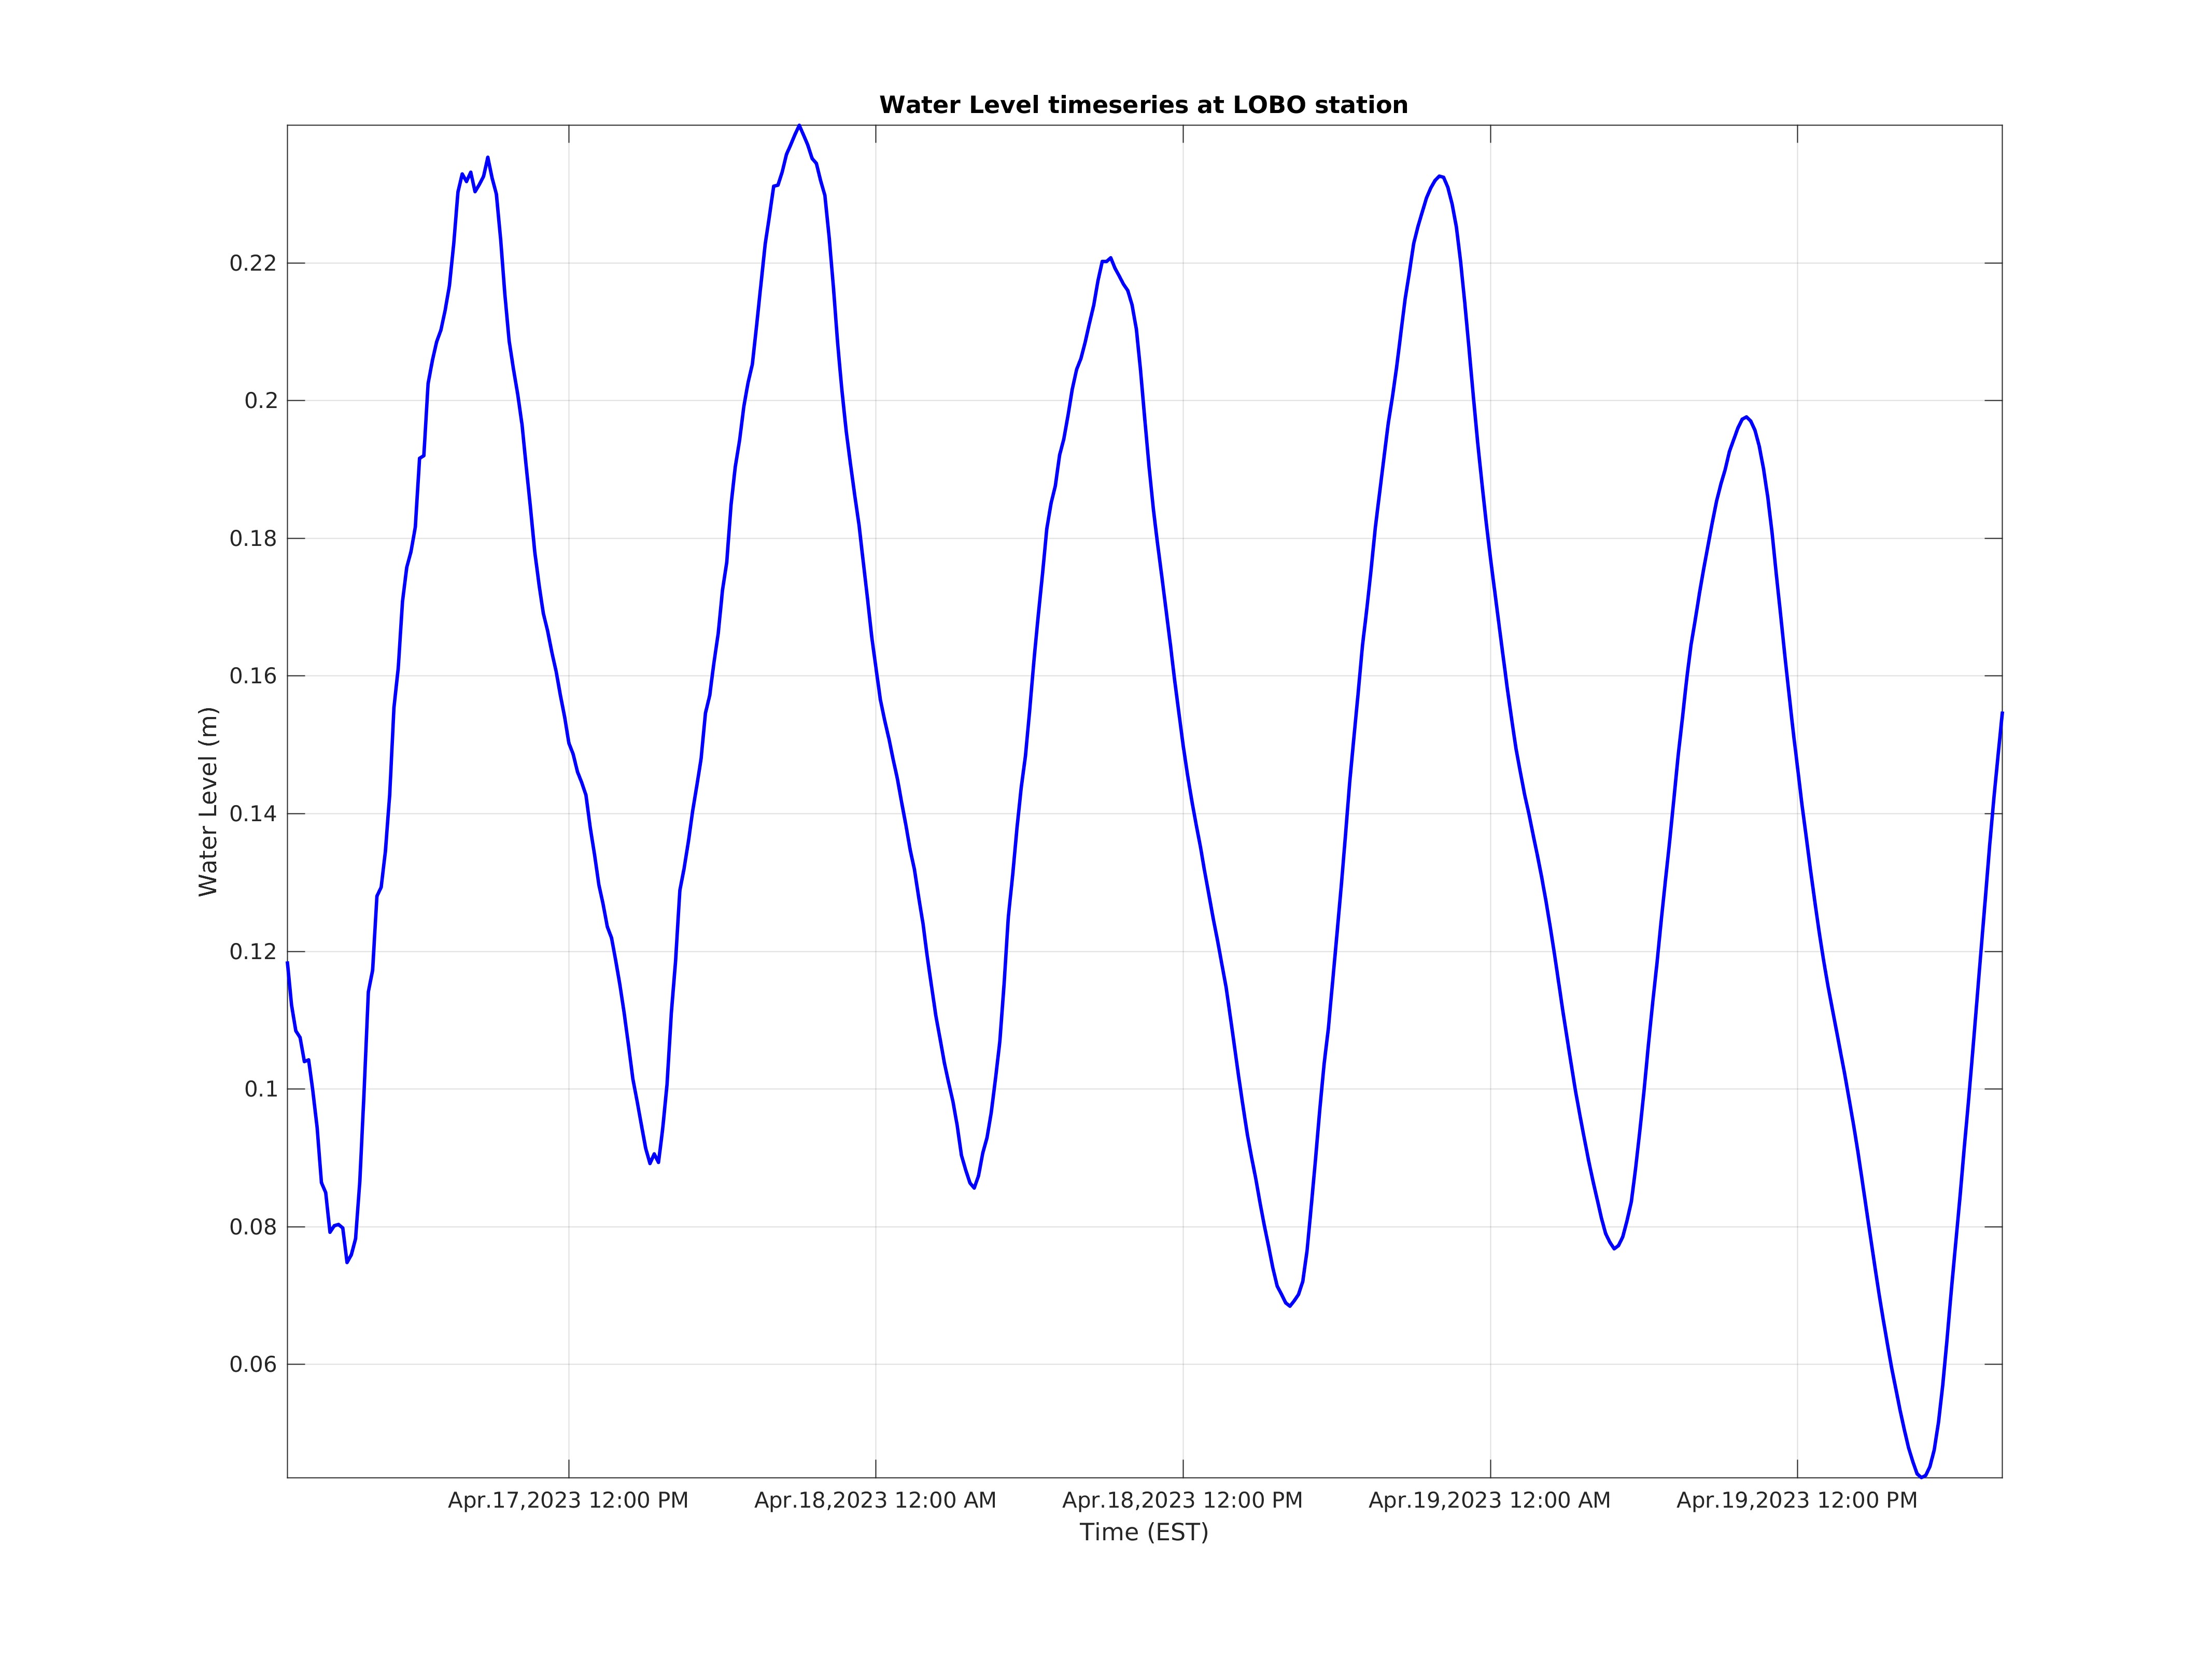 Water Level timeseries at LOBO station
0.22
0.2
0.18
0.16
0.14
0.12
0.1
0.08
0.06
Water Level (m)
Apr.17,2023 12:00 PM
Apr.18,2023 12:00 AM
Apr.18,2023 12:00 PM
Apr.19,2023 12:00 AM
Apr.19,2023 12:00 PM
Time (EST)